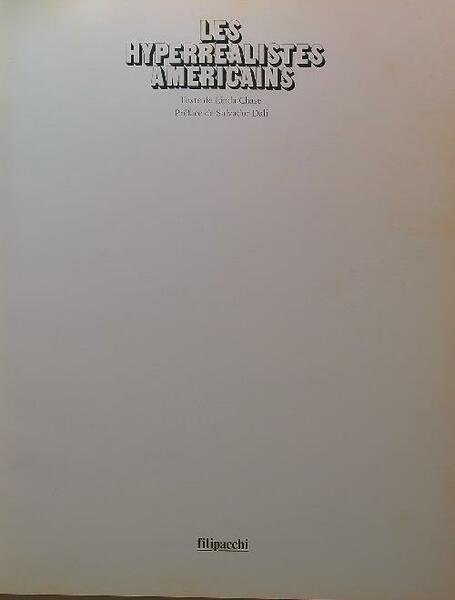 LES
HYPERREALISTES
AMERICAINS
Texte de Linda Chase
Préface de Salvador Dali
filipacchi